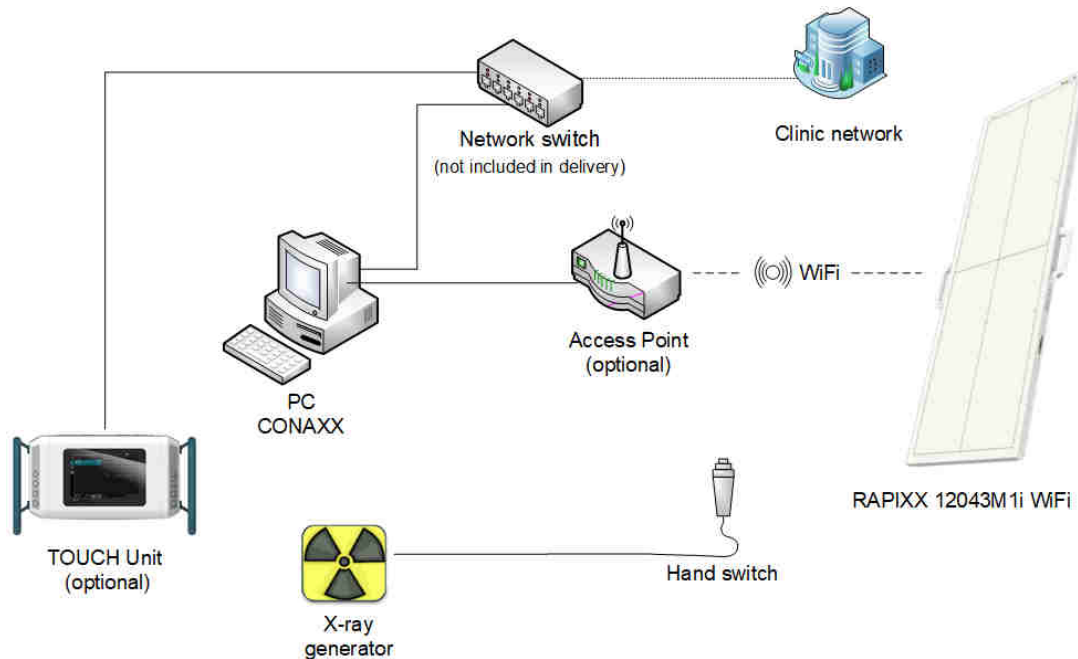 Network switch
(not included in delivery)
Clinic network
Access Point
(optional)
WiFi
PC
CONAXX
RAPIXX 12043M1i WiFi
TOUCH Unit
(optional)
Hand switch
X-ray
generator